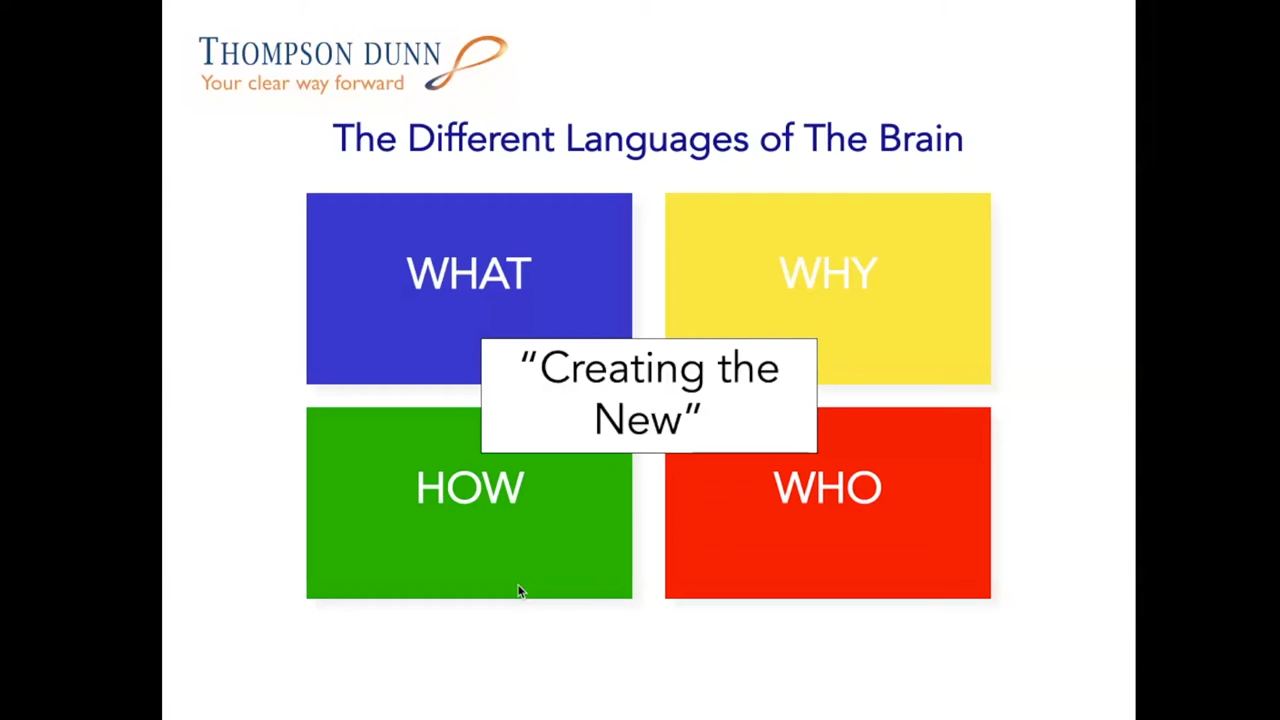 THOMPSON DUNN
Your clear way forward
The Different Languages of The Brain
WHAT
WHY
“Creating the
New”
HOW
WHO